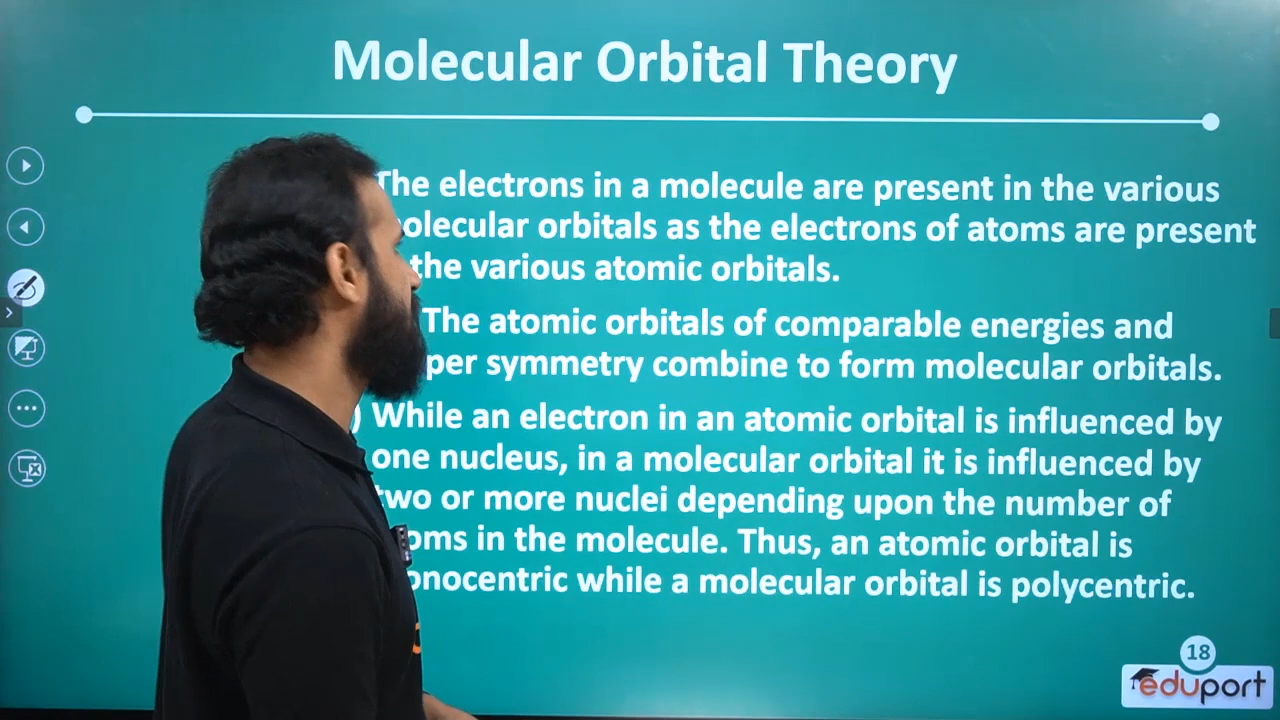 Molecular Orbital Theory
The electrons in a molecule are present in the various
orbitals as the electrons of atoms are present
the various atomic orbitals.
The atomic orbitals of comparable energies and
symmetry combine to form molecular orbitals.
) While an electron in an atomic orbital is influenced by
one nucleus, in a molecular orbital it is influenced by
two or more nuclei depending upon the number of
in the molecule. Thus, an atomic orbital is
while a molecular orbital is polycentric.
18
eduport